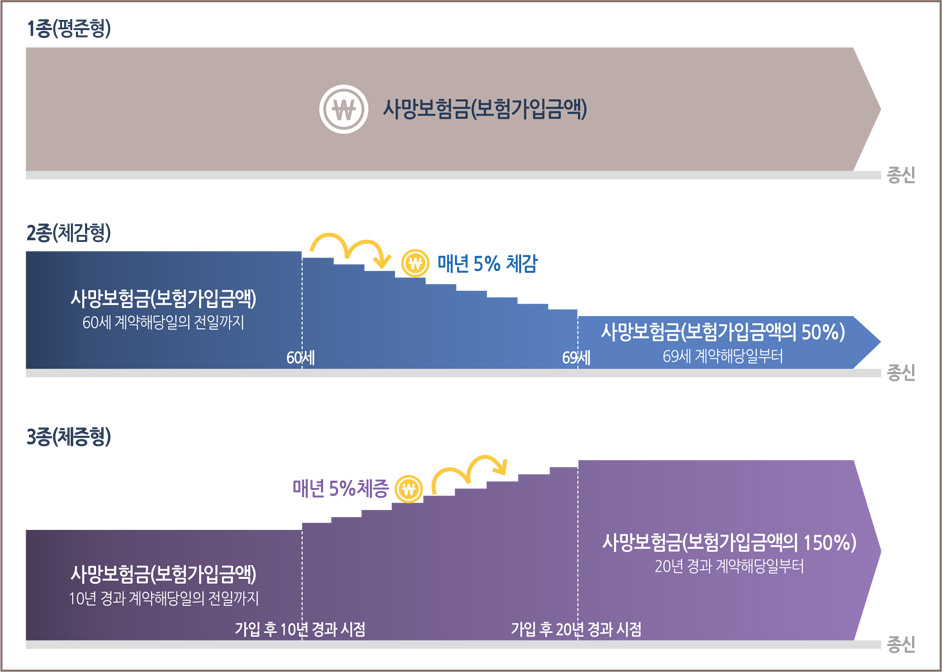 1종(평준형)
₩ 사망보험금(보험가입금액)
종신
2종(체감형)
₩ 매년 5% 체감
사망보험금(보험가입금액)
60세 계약해당일의 전일까지
사망보험금(보험가입금액의 50%)
69세 계약해당일부터
60세
69세
종신
3종(체증형)
매년 5%체증 ₩
사망보험금(보험가입금액의 150%)
20년 경과 계약해당일부터
사망보험금(보험가입금액)
10년 경과 계약해당일의 전일까지
가입 후 10년 경과 시점
가입 후 20년 경과 시점
종신